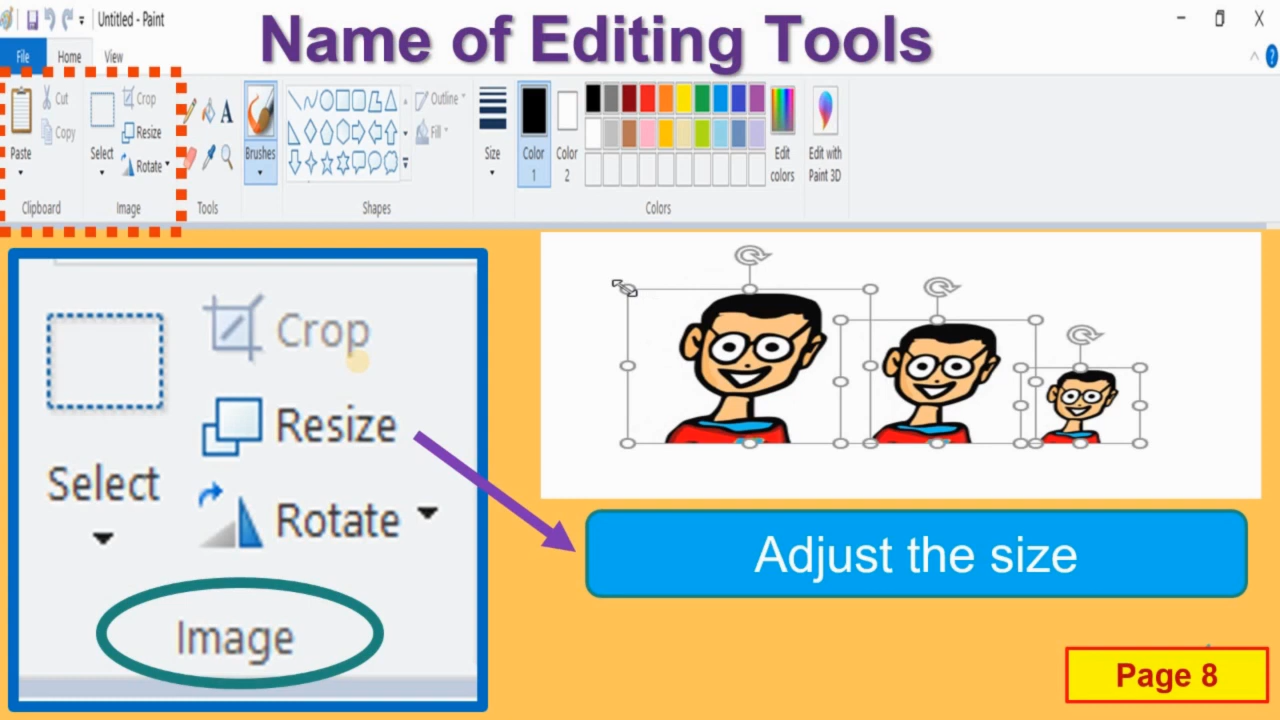 Untitled - Paint
Name of Editing Tools
File Home View
Cut
Copy
Paste
Crop
Resize
Rotate
Select
A
Brushes
Outline
Fill
Size
Color 1
Color 2
Edit colors
Edit with Paint 3D
Clipboard Image Tools Shapes Colors
Crop
Resize
Select
Rotate
Image
Adjust the size
Page 8